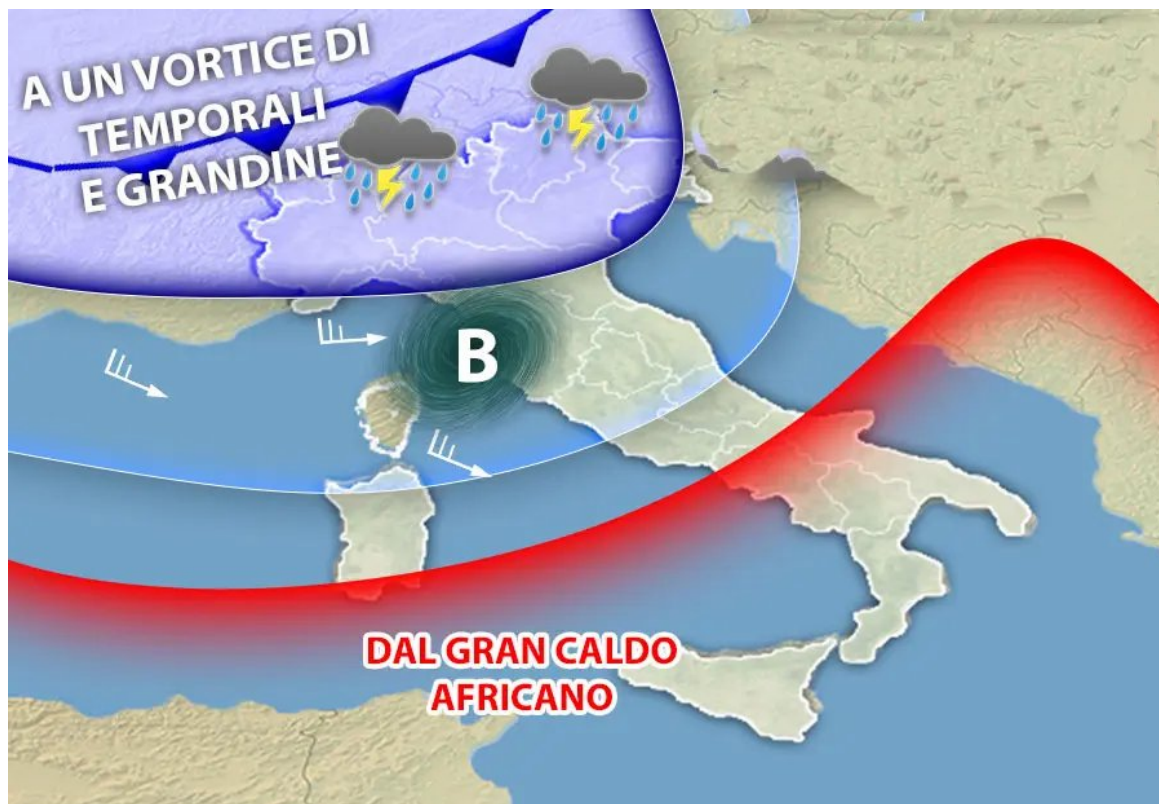 A UN VORTICE DI
TEMPORALI
E GRANDINE
B
DAL GRAN CALDO
AFRICANO